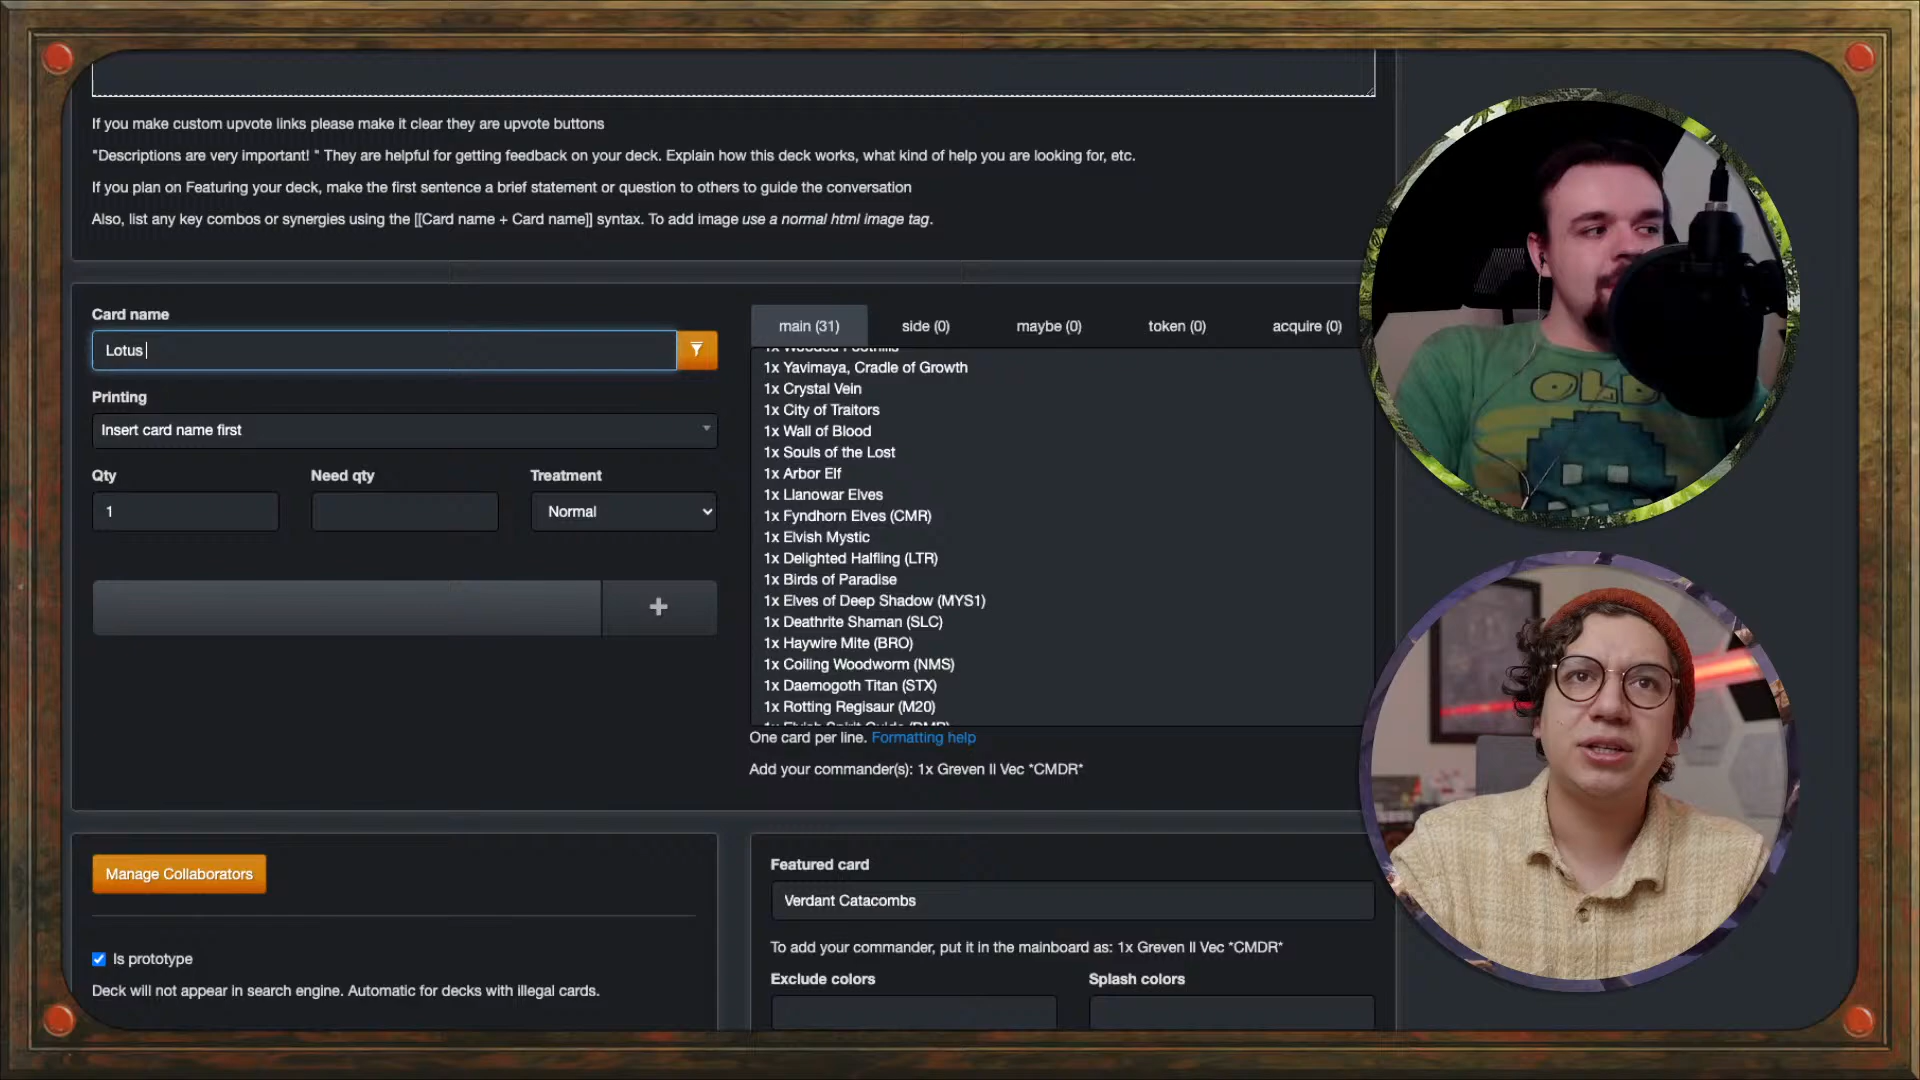 If you make custom upvote links please make it clear they are upvote buttons
"Descriptions are very important! " They are helpful for getting feedback on your deck. Explain how this deck works, what kind of help you are looking for, etc.
If you plan on Featuring your deck, make the first sentence a brief statement or question to others to guide the conversation
Also, list any key combos or synergies using the [[Card name + Card name]] syntax. To add image use a normal html image tag.
Card name
Lotus
Printing
Insert card name first
Qty
Need qty
Treatment
1
Normal
+
main (31)
side (0)
maybe (0)
token (0)
acquire (0)
1x Wooded Foothills
1x Yavimaya, Cradle of Growth
1x Crystal Vein
1x City of Traitors
1x Wall of Blood
1x Souls of the Lost
1x Arbor Elf
1x Llanowar Elves
1x Fyndhorn Elves (CMR)
1x Elvish Mystic
1x Delighted Halfling (LTR)
1x Birds of Paradise
1x Elves of Deep Shadow (MYS1)
1x Deathrite Shaman (SLC)
1x Haywire Mite (BRO)
1x Coiling Woodworm (NMS)
1x Daemogoth Titan (STX)
1x Rotting Regisaur (M20)
1x Elvish Spirit Guide (DMR)
One card per line. Formatting help
Add your commander(s): 1x Greven Il Vec *CMDR*
Manage Collaborators
Is prototype
Deck will not appear in search engine. Automatic for decks with illegal cards.
Featured card
Verdant Catacombs
To add your commander, put it in the mainboard as: 1x Greven Il Vec *CMDR*
Exclude colors
Splash colors
OLD